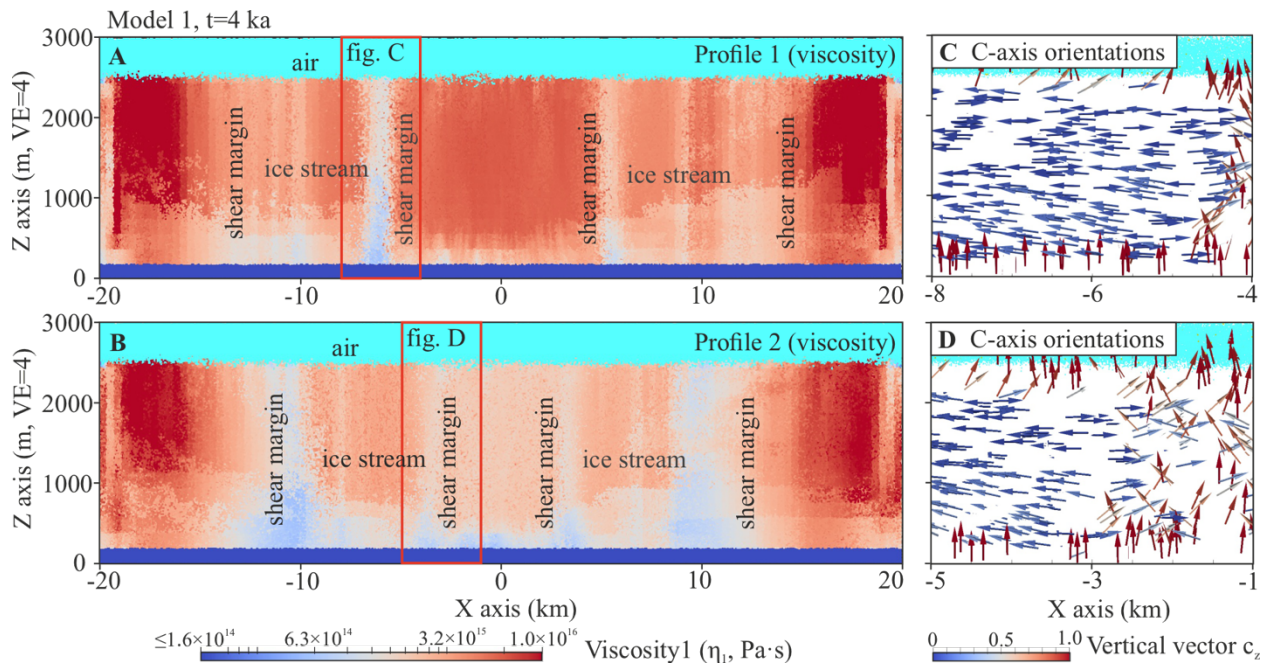 Model 1, t=4 ka
3000
2000
1000
0
Z axis (m, VE=4)
A
air
fig. C
Profile 1 (viscosity)
shear margin
ice stream
shear margin
shear margin
ice stream
shear margin
-20
-10
0
10
20
C C-axis orientations
-8
-6
-4
3000
2000
1000
0
Z axis (m, VE=4)
B
air
fig. D
Profile 2 (viscosity)
shear margin
ice stream
shear margin
shear margin
ice stream
shear margin
-20
-10
0
10
20
X axis (km)
D C-axis orientations
-5
-3
-1
X axis (km)
≤1.6×10¹⁴
6.3×10¹⁴
3.2×10¹⁵
1.0×10¹⁶
Viscosity1 (η₁, Pa·s)
0
0.5
1.0
Vertical vector c_z